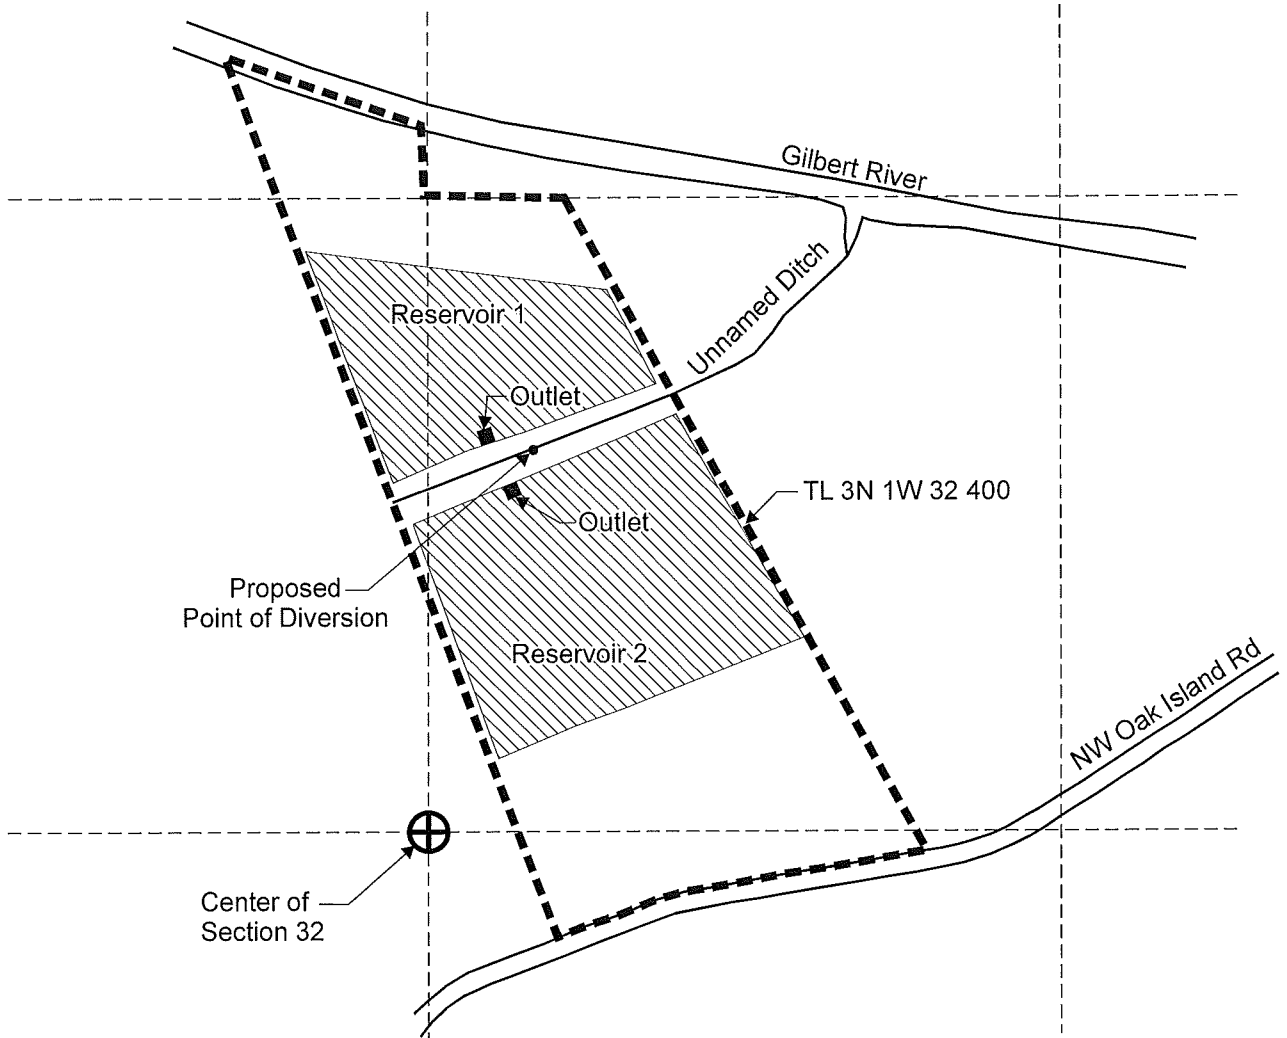 Gilbert River
Unnamed Ditch
Reservoir 1
Outlet
TL 3N 1W 32 400
Outlet
Proposed
Point of Diversion
Reservoir 2
NW Oak Island Rd
Center of
Section 32